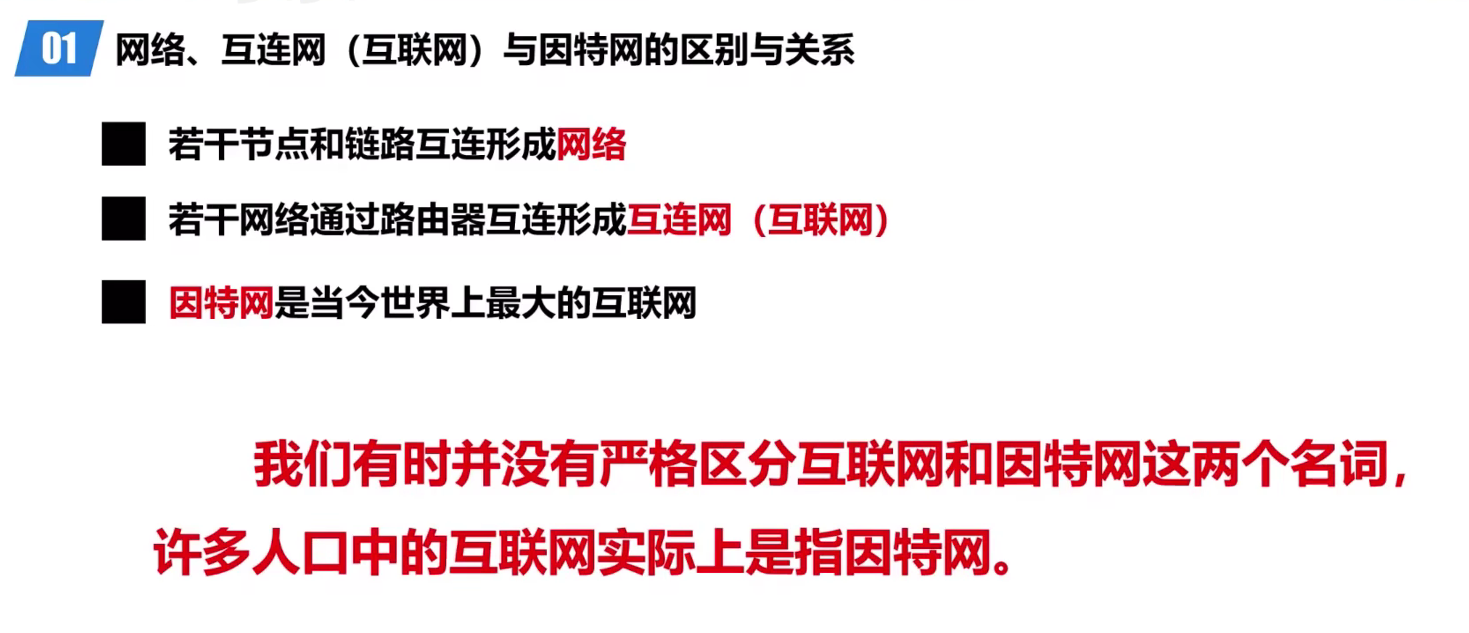 01 网络、互连网（互联网）与因特网的区别与关系
若干节点和链路互连形成网络
若干网络通过路由器互连形成互连网（互联网）
因特网是当今世界上最大的互联网
我们有时并没有严格区分互联网和因特网这两个名词，
许多人口中的互联网实际上是指因特网。